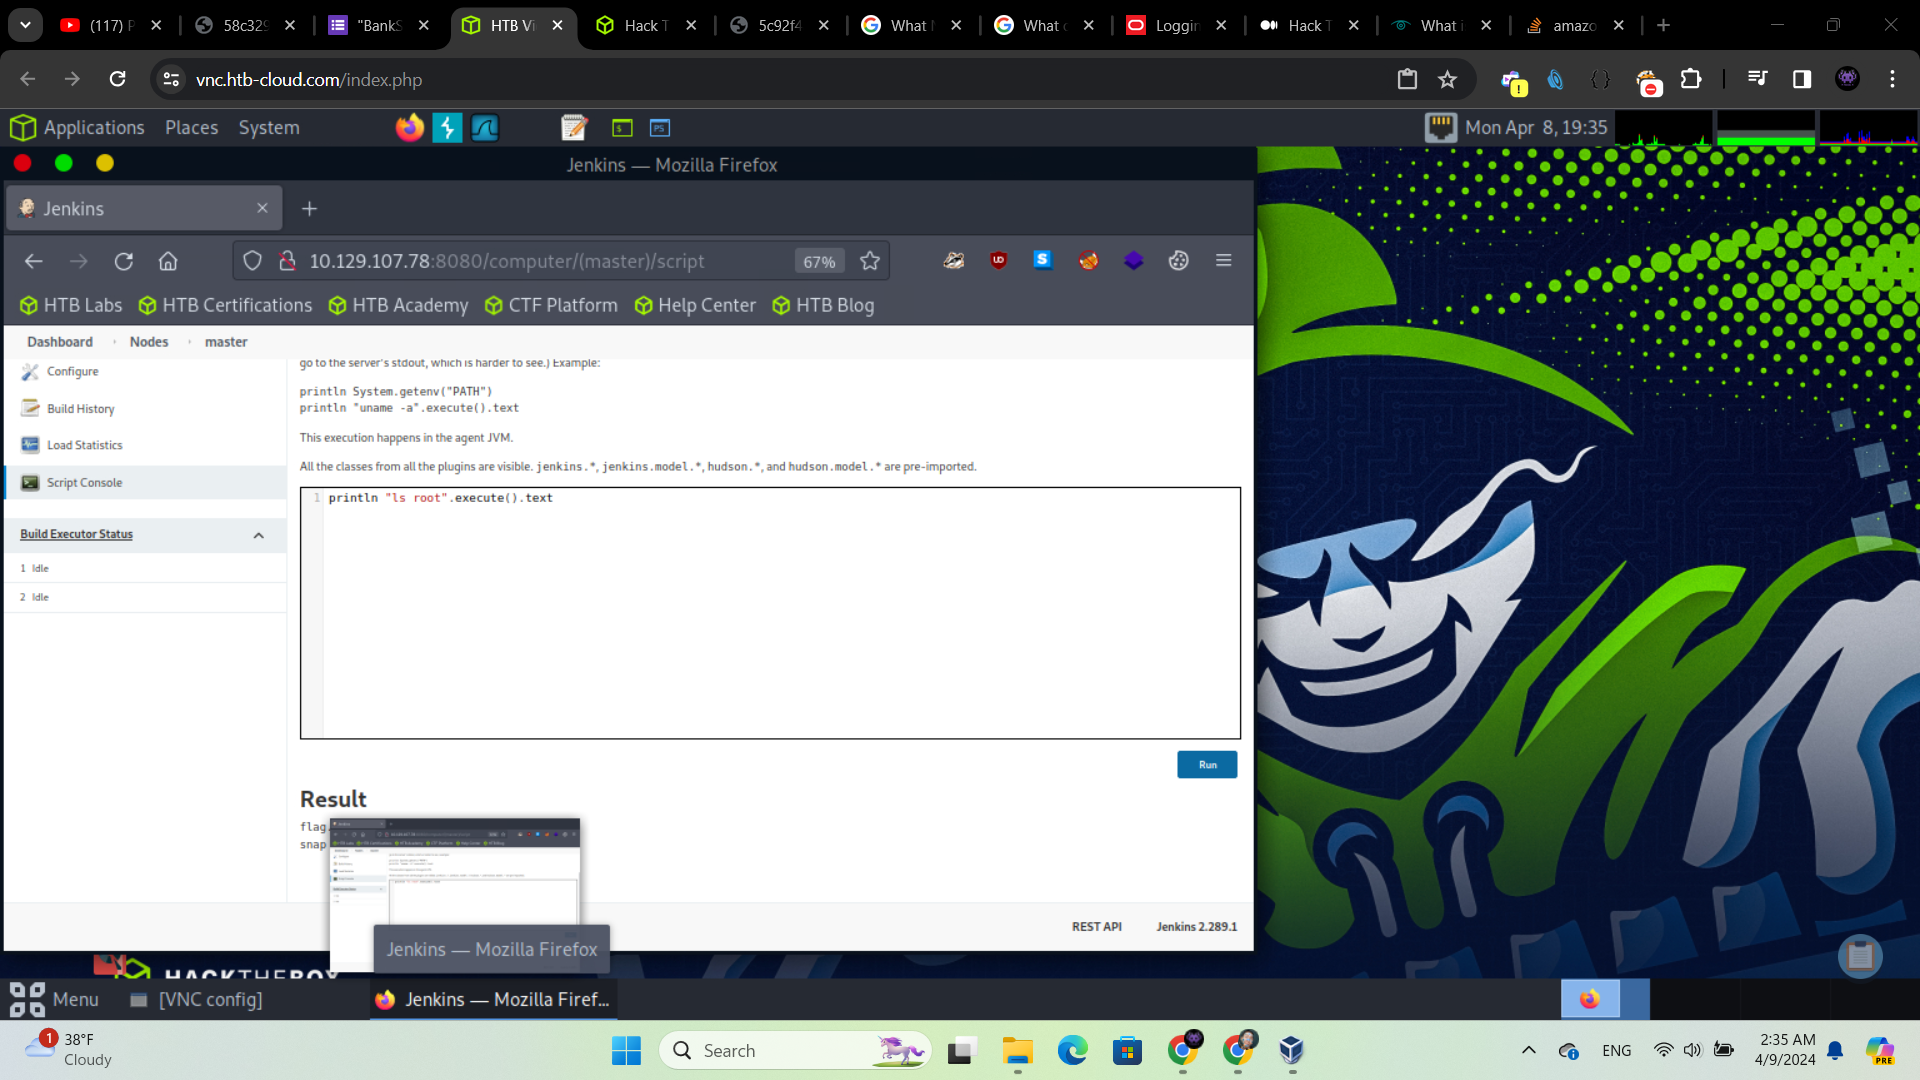 (117) P
58c329
"BankS
HTB Vi
Hack T
5c92f4
What N
What c
Loggin
Hack T
What i
amazo
vnc.htb-cloud.com/index.php
Applications
Places
System
Mon Apr 8, 19:35
Jenkins — Mozilla Firefox
Jenkins
10.129.107.78:8080/computer/(master)/script
67%
HTB Labs
HTB Certifications
HTB Academy
CTF Platform
Help Center
HTB Blog
Dashboard
Nodes
master
Configure
Build History
Load Statistics
Script Console
Build Executor Status
1 Idle
2 Idle
go to the server's stdout, which is harder to see.) Example:
println System.getenv("PATH")
println "uname -a".execute().text
This execution happens in the agent JVM.
All the classes from all the plugins are visible. jenkins.*, jenkins.model.*, hudson.*, and hudson.model.* are pre-imported.
1 println "ls root".execute().text
Run
Result
flag.
snap
REST API
Jenkins 2.289.1
Jenkins — Mozilla Firefox
HACKTHEBOX
Menu
[VNC config]
Jenkins — Mozilla Firef...
1
38°F
Cloudy
Search
ENG
2:35 AM
4/9/2024
PRE